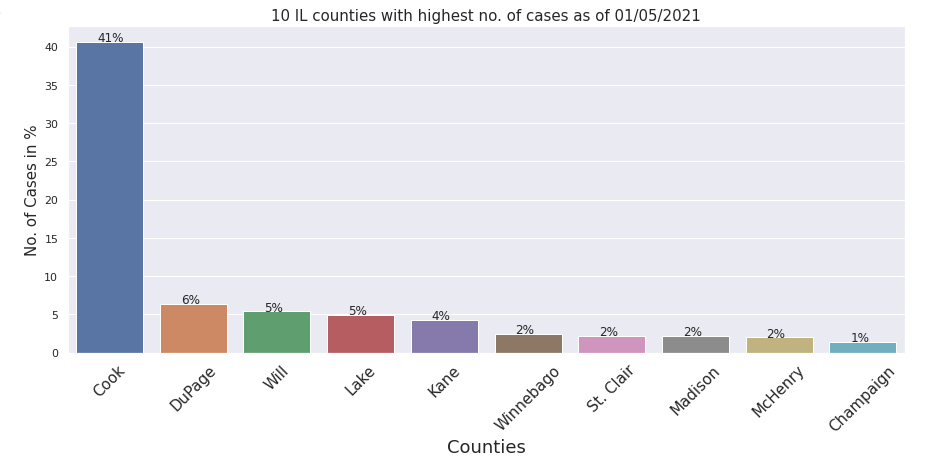 10 IL counties with highest no. of cases as of 01/05/2021
No. of Cases in %
40
35
30
25
20
15
10
5
0
41%
6%
5%
5%
4%
2%
2%
2%
2%
1%
Cook
DuPage
Will
Lake
Kane
Winnebago
St. Clair
Madison
McHenry
Champaign
Counties